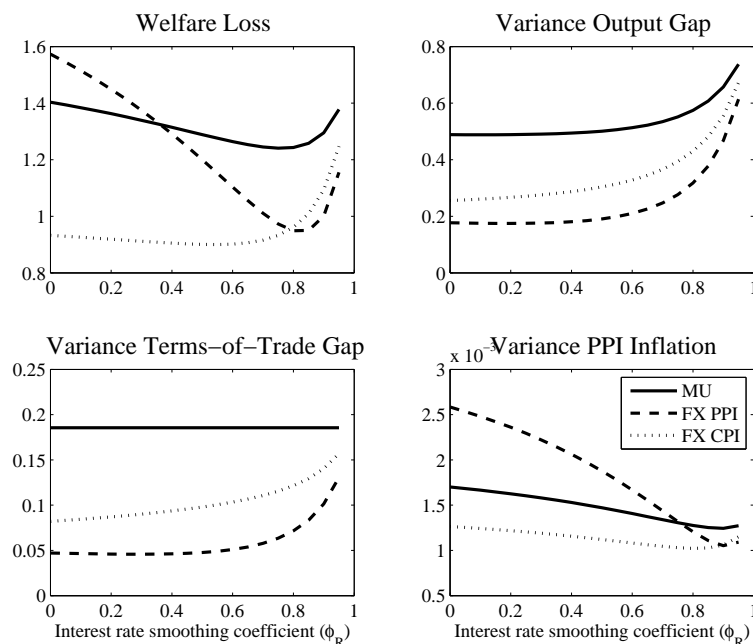 Welfare Loss
1.6
1.4
1.2
1
0.8
0 0.2 0.4 0.6 0.8 1
Variance Output Gap
0.8
0.6
0.4
0.2
0
0 0.2 0.4 0.6 0.8 1
Variance Terms−of−Trade Gap
0.25
0.2
0.15
0.1
0.05
0
0 0.2 0.4 0.6 0.8 1
Interest rate smoothing coefficient (ϕR)
Variance PPI Inflation
x 10−3
3
2.5
2
1.5
1
0.5
0 0.2 0.4 0.6 0.8 1
Interest rate smoothing coefficient (ϕR)
MU
FX PPI
FX CPI